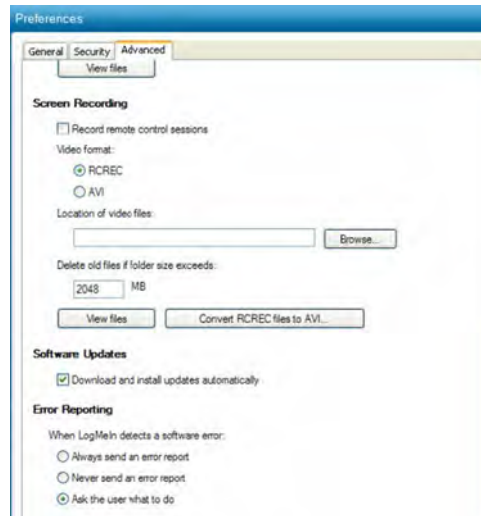 Preferences
General Security Advanced
View files
Screen Recording
Record remote control sessions
Video format:
RCREC
AVI
Location of video files:
Browse...
Delete old files if folder size exceeds:
2048 MB
View files Convert RCREC files to AVI...
Software Updates
Download and install updates automatically
Error Reporting
When LogMeIn detects a software error:
Always send an error report
Never send an error report
Ask the user what to do